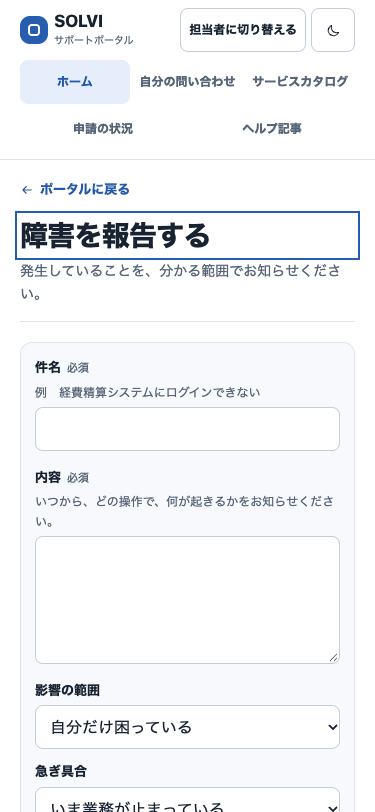 SOLVI
サポートポータル
担当者に切り替える
ホーム
自分の問い合わせ
サービスカタログ
申請の状況
ヘルプ記事
← ポータルに戻る
障害を報告する
発生していることを、分かる範囲でお知らせくださ
い。
件名 必須
例　経費精算システムにログインできない
内容 必須
いつから、どの操作で、何が起きるかをお知らせくださ
い。
影響の範囲
自分だけ困っている
急ぎ具合
いま業務が止まっている